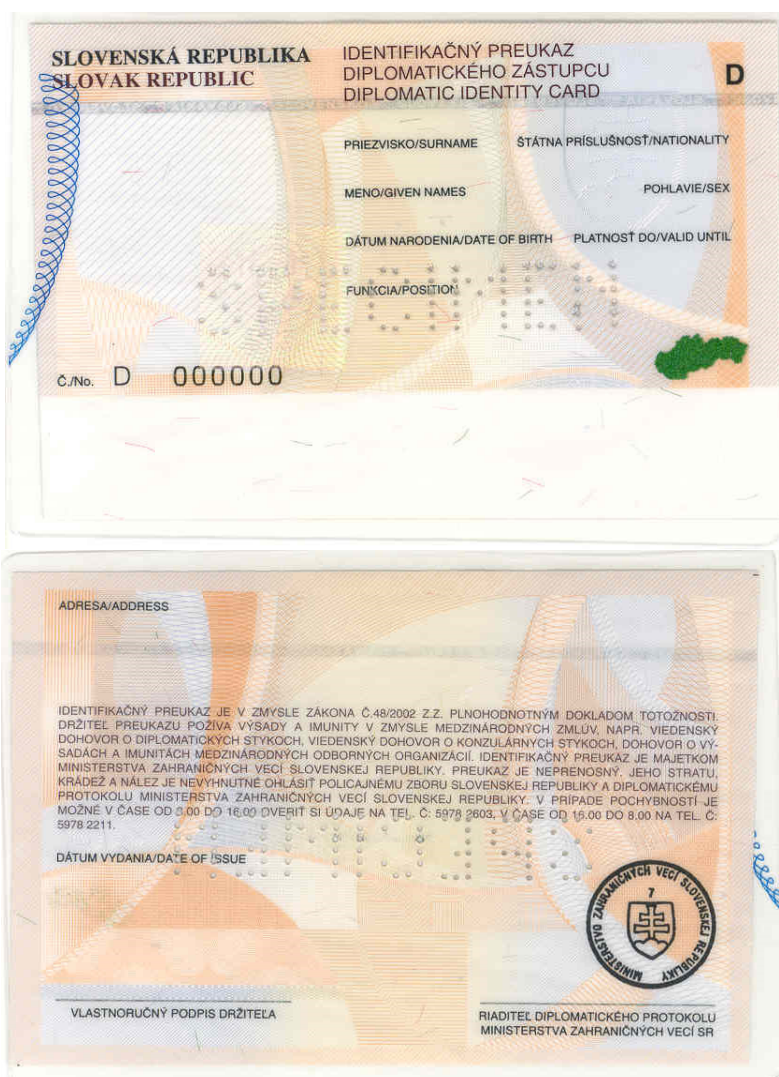 SLOVENSKÁ REPUBLIKA
SLOVAK REPUBLIC
IDENTIFIKAČNÝ PREUKAZ
DIPLOMATICKÉHO ZÁSTUPCU
DIPLOMATIC IDENTITY CARD
D
PRIEZVISKO/SURNAME
ŠTÁTNA PRÍSLUŠNOSŤ/NATIONALITY
MENO/GIVEN NAMES
POHLAVIE/SEX
DÁTUM NARODENIA/DATE OF BIRTH
PLATNOSŤ DO/VALID UNTIL
FUNKCIA/POSITION
SPECIMEN
Č./No. D 000000
ADRESA/ADDRESS
IDENTIFIKAČNÝ PREUKAZ JE V ZMYSLE ZÁKONA Č.48/2002 Z.Z. PLNOHODNOTNÝM DOKLADOM TOTOŽNOSTI.
DRŽITEĽ PREUKAZU POŽÍVA VÝSADY A IMUNITY V ZMYSLE MEDZINÁRODNÝCH ZMLÚV, NAPR. VIEDENSKÝ
DOHOVOR O DIPLOMATICKÝCH STYKOCH, VIEDENSKÝ DOHOVOR O KONZULÁRNYCH STYKOCH, DOHOVOR O VÝ-
SADÁCH A IMUNITÁCH MEDZINÁRODNÝCH ODBORNÝCH ORGANIZÁCIÍ. IDENTIFIKAČNÝ PREUKAZ JE MAJETKOM
MINISTERSTVA ZAHRANIČNÝCH VECÍ SLOVENSKEJ REPUBLIKY. PREUKAZ JE NEPRENOSNÝ. JEHO STRATU,
KRÁDEŽ A NÁLEZ JE NEVYHNUTNÉ OHLÁSIŤ POLICAJNÉMU ZBORU SLOVENSKEJ REPUBLIKY A DIPLOMATICKÉMU
PROTOKOLU MINISTERSTVA ZAHRANIČNÝCH VECÍ SLOVENSKEJ REPUBLIKY. V PRÍPADE POCHYBNOSTÍ JE
MOŽNÉ V ČASE OD 8.00 DO 16.00 OVERIŤ SI ÚDAJE NA TEL. Č: 5978 2603, V ČASE OD 16.00 DO 8.00 NA TEL. Č:
5978 2211.
DÁTUM VYDANIA/DATE OF ISSUE
SPECIMEN
MINISTERSTVO ZAHRANIČNÝCH VECÍ SLOVENSKEJ REPUBLIKY
7
VLASTNORUČNÝ PODPIS DRŽITEĽA
RIADITEĽ DIPLOMATICKÉHO PROTOKOLU
MINISTERSTVA ZAHRANIČNÝCH VECÍ SR